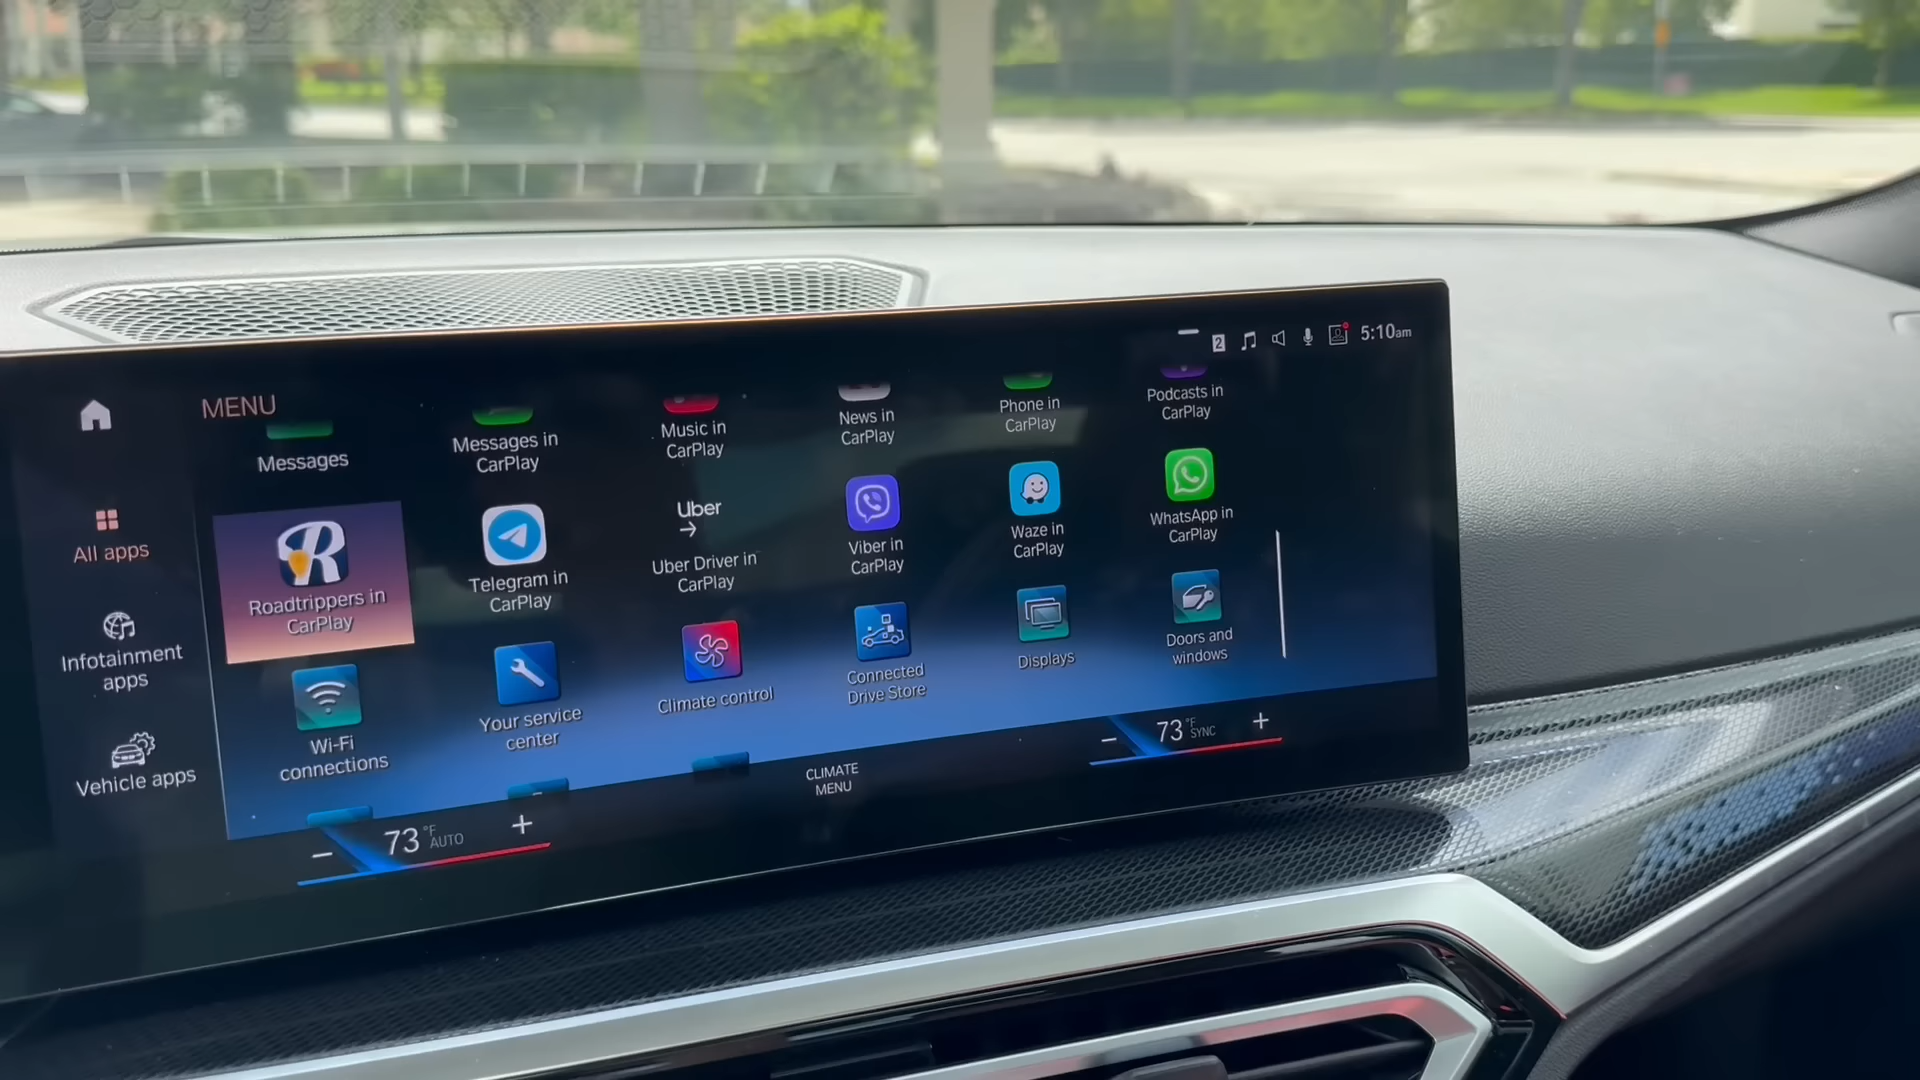 2
5:10am
MENU
All apps
Infotainment
apps
Vehicle apps
Messages
Messages in
CarPlay
Music in
CarPlay
News in
CarPlay
Phone in
CarPlay
Podcasts in
CarPlay
R
Roadtrippers in
CarPlay
Telegram in
CarPlay
Uber
Uber Driver in
CarPlay
Viber in
CarPlay
Waze in
CarPlay
WhatsApp in
CarPlay
Wi-Fi
connections
Your service
center
Climate control
Connected
Drive Store
Displays
Doors and
windows
− 73 °F AUTO +
CLIMATE
MENU
− 73 °F SYNC +